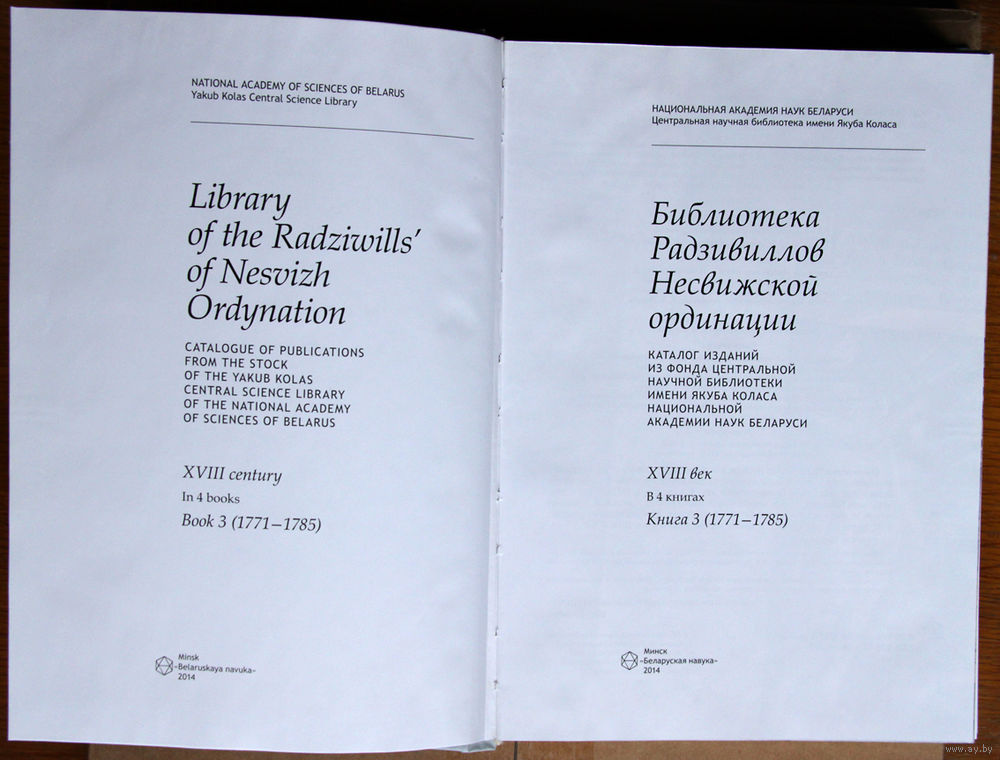 NATIONAL ACADEMY OF SCIENCES OF BELARUS
Yakub Kolas Central Science Library
Library
of the Radziwills’
of Nesvizh
Ordynation
CATALOGUE OF PUBLICATIONS
FROM THE STOCK
OF THE YAKUB KOLAS
CENTRAL SCIENCE LIBRARY
OF THE NATIONAL ACADEMY
OF SCIENCES OF BELARUS
XVIII century
In 4 books
Book 3 (1771–1785)
Minsk
«Belaruskaya navuka»
2014
НАЦИОНАЛЬНАЯ АКАДЕМИЯ НАУК БЕЛАРУСИ
Центральная научная библиотека имени Якуба Коласа
Библиотека
Радзивиллов
Несвижской
ординации
КАТАЛОГ ИЗДАНИЙ
ИЗ ФОНДА ЦЕНТРАЛЬНОЙ
НАУЧНОЙ БИБЛИОТЕКИ
ИМЕНИ ЯКУБА КОЛАСА
НАЦИОНАЛЬНОЙ
АКАДЕМИИ НАУК БЕЛАРУСИ
XVIII век
В 4 книгах
Книга 3 (1771–1785)
Минск
«Беларуская навука»
2014
www.ay.by